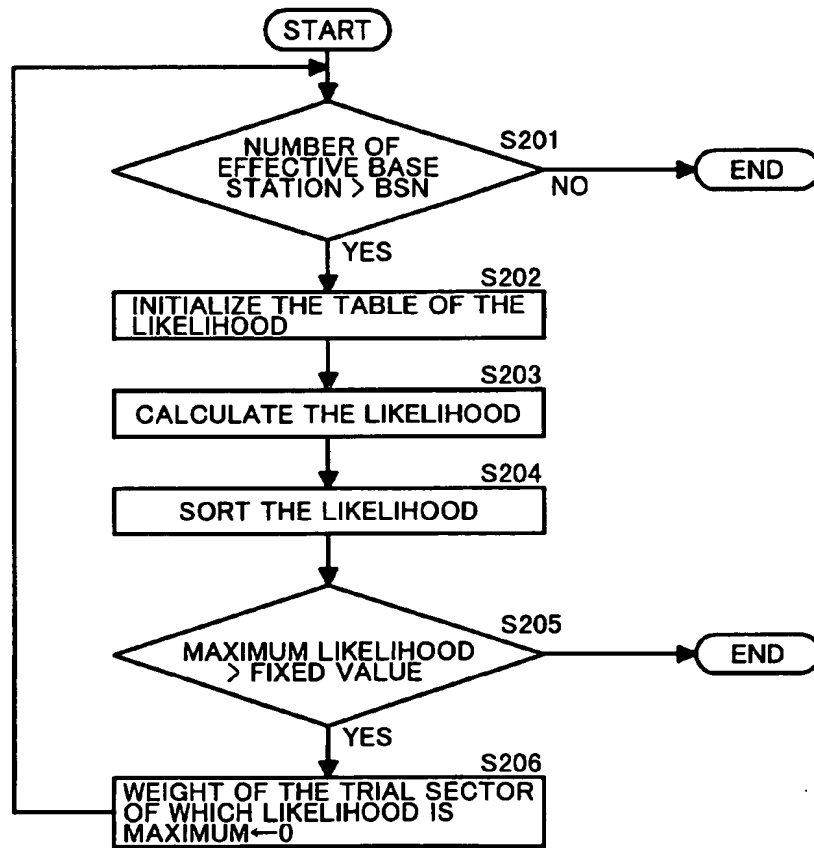 START
NUMBER OF
EFFECTIVE BASE
STATION > BSN
S201
NO
END
YES
S202
INITIALIZE THE TABLE OF THE
LIKELIHOOD
S203
CALCULATE THE LIKELIHOOD
S204
SORT THE LIKELIHOOD
S205
MAXIMUM LIKELIHOOD
> FIXED VALUE
END
YES
S206
WEIGHT OF THE TRIAL SECTOR
OF WHICH LIKELIHOOD IS
MAXIMUM←0